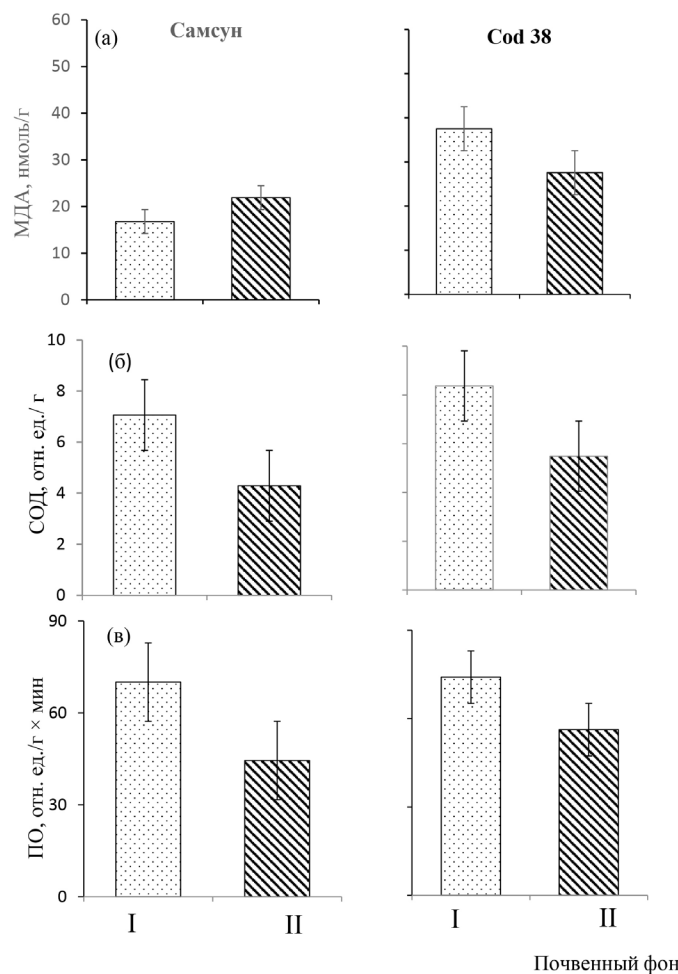 (а) Самсун Cod 38
60
50
40
30
20
10
0
МДА, нмоль/г
(б)
10
8
6
4
2
0
СОД, отн. ед./ г
(в)
90
60
30
0
ПО, отн. ед./г × мин
I II I II
Почвенный фон